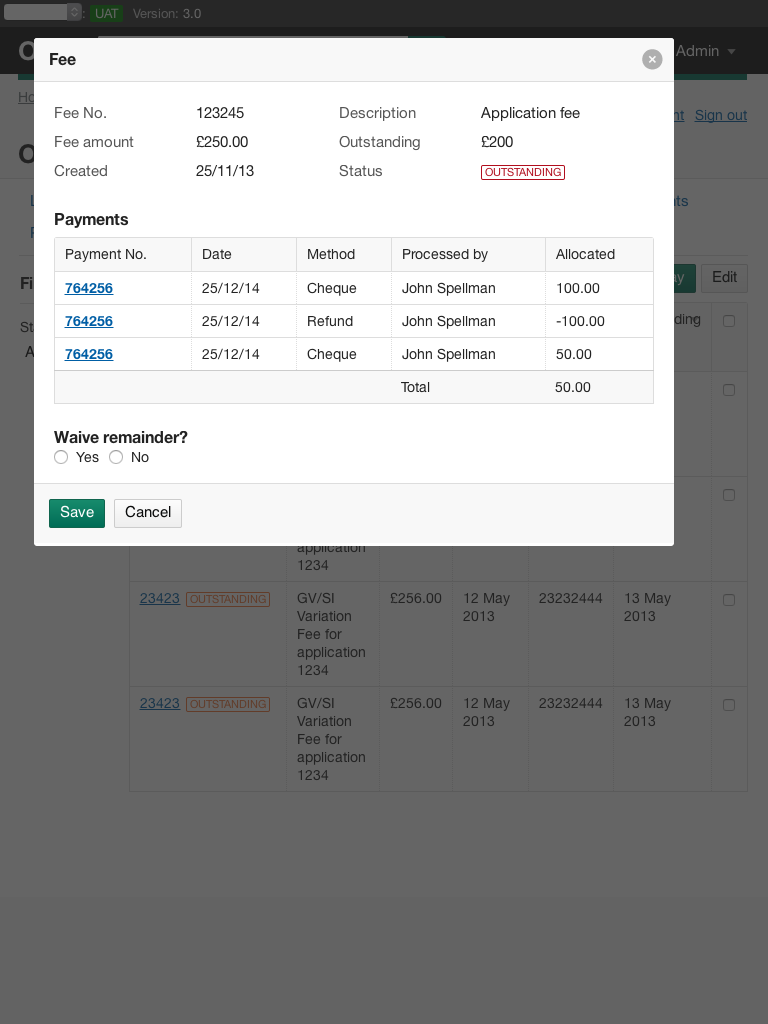 UAT Version: 3.0
Admin
Sign out
Fee
Fee No. 123245 Description Application fee
Fee amount £250.00 Outstanding £200
Created 25/11/13 Status OUTSTANDING
Payments
Payment No. Date Method Processed by Allocated
764256 25/12/14 Cheque John Spellman 100.00
764256 25/12/14 Refund John Spellman -100.00
764256 25/12/14 Cheque John Spellman 50.00
Total 50.00
Waive remainder?
Yes No
Save Cancel
Edit
application
1234
23423 OUTSTANDING GV/SI £256.00 12 May 23232444 13 May
Variation 2013 2013
Fee for
application
1234
23423 OUTSTANDING GV/SI £256.00 12 May 23232444 13 May
Variation 2013 2013
Fee for
application
1234